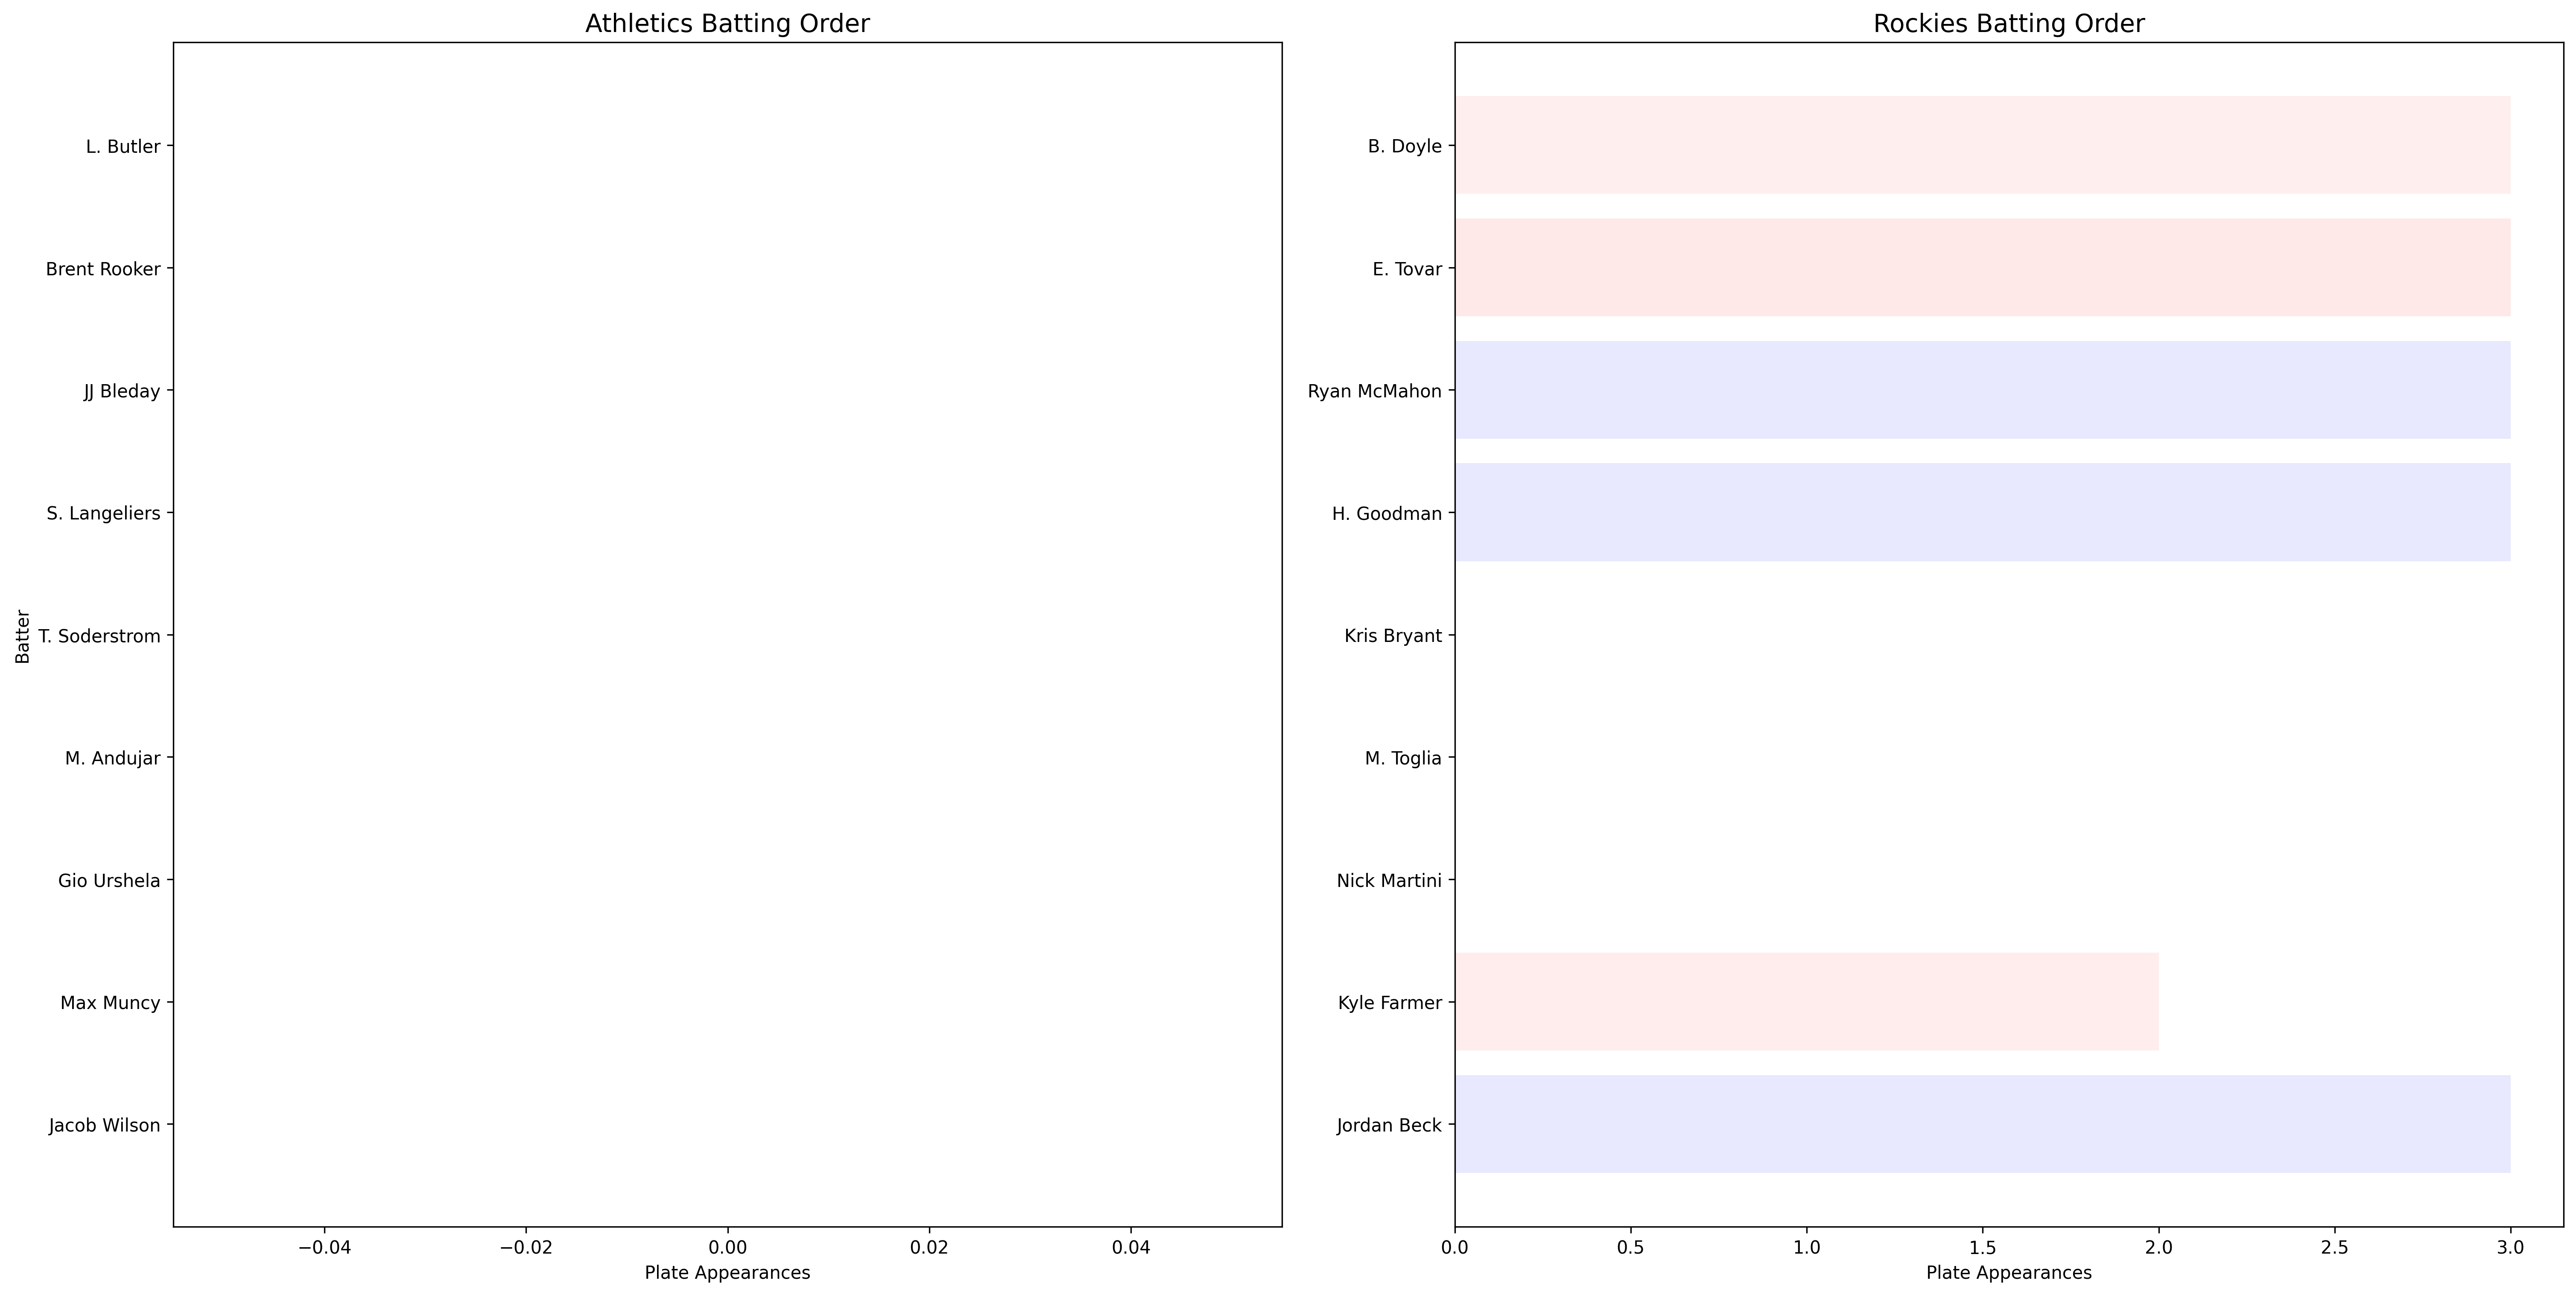 Athletics Batting Order
Batter
L. Butler
Brent Rooker
JJ Bleday
S. Langeliers
T. Soderstrom
M. Andujar
Gio Urshela
Max Muncy
Jacob Wilson
−0.04 −0.02 0.00 0.02 0.04
Plate Appearances
Rockies Batting Order
B. Doyle
E. Tovar
Ryan McMahon
H. Goodman
Kris Bryant
M. Toglia
Nick Martini
Kyle Farmer
Jordan Beck
0.0 0.5 1.0 1.5 2.0 2.5 3.0
Plate Appearances